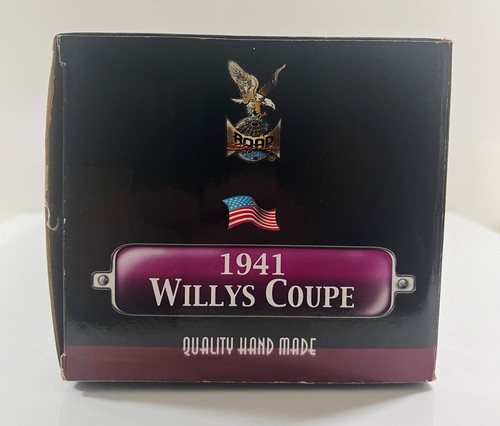 ROAD
®
1941
WILLYS COUPE
QUALITY HAND MADE